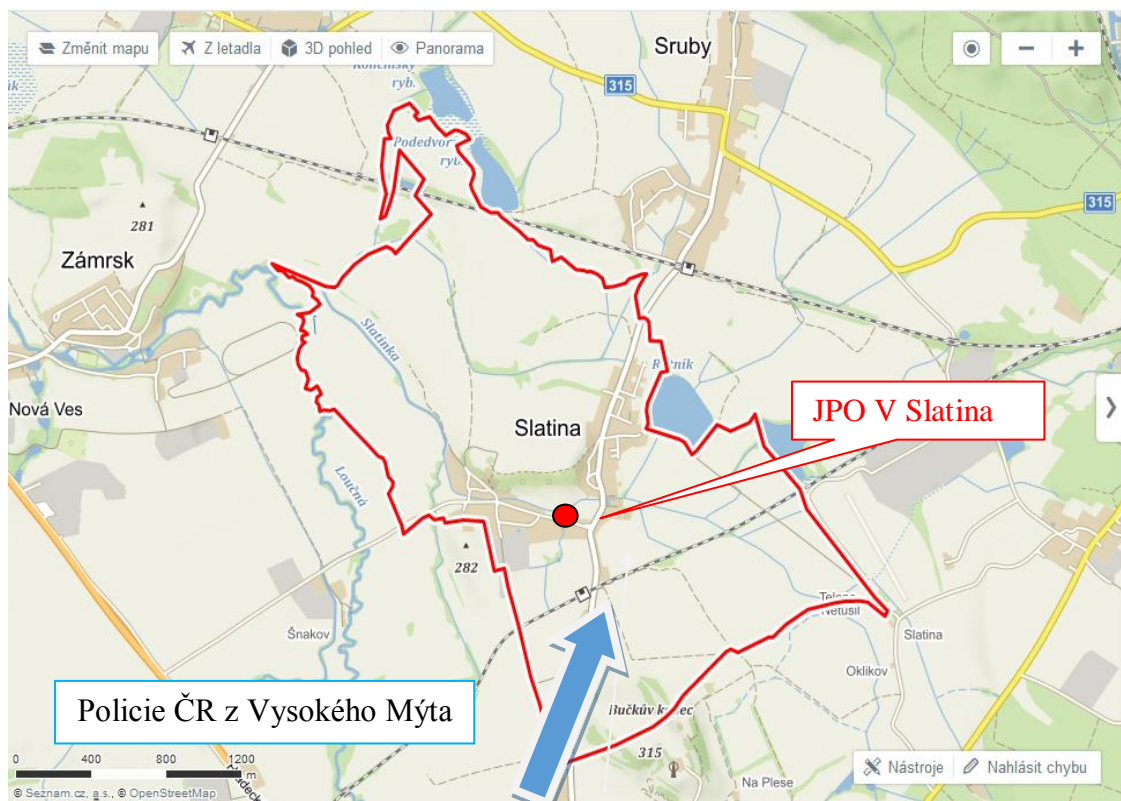 Změnit mapu
Z letadla
3D pohled
Panorama
Sruby
315
Podedvor
ryb.
ryb.
281
315
Zámrsk
Slatinka
Nová Ves
JPO V Slatina
Slatina
Loučná
282
Šnakov
Netušil
Slatina
Oklikov
Policie ČR z Vysokého Mýta
315
Na Plese
0 400 800 1200
m
Nástroje
Nahlásit chybu
© Seznam.cz, a.s., © OpenStreetMap